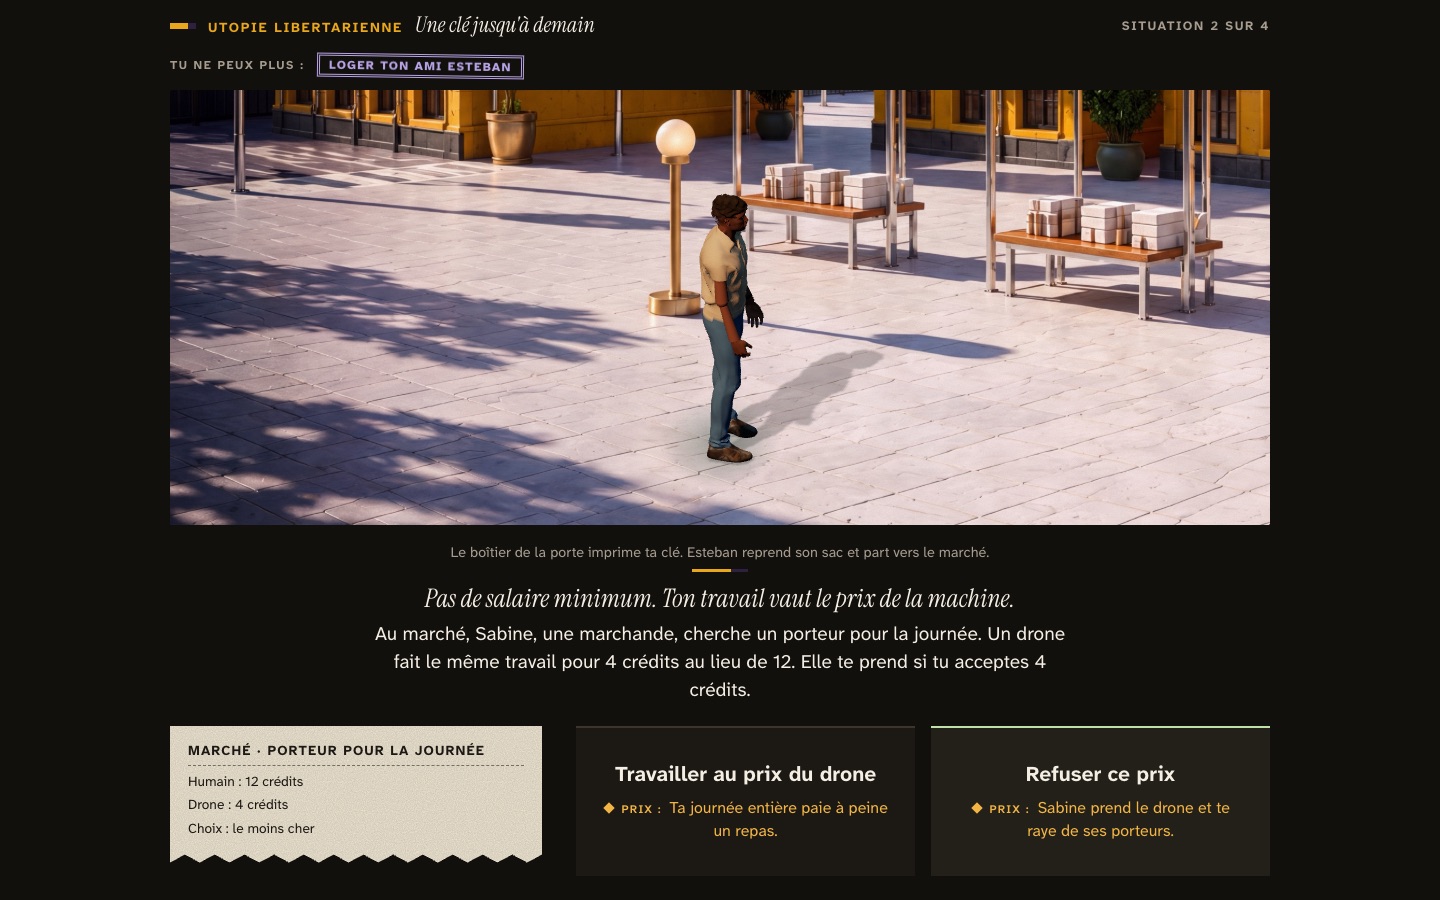 UTOPIE LIBERTARIENNE Une clé jusqu'à demain
SITUATION 2 SUR 4
TU NE PEUX PLUS : LOGER TON AMI ESTEBAN
Le boîtier de la porte imprime ta clé. Esteban reprend son sac et part vers le marché.
Pas de salaire minimum. Ton travail vaut le prix de la machine.
Au marché, Sabine, une marchande, cherche un porteur pour la journée. Un drone
fait le même travail pour 4 crédits au lieu de 12. Elle te prend si tu acceptes 4
crédits.
MARCHÉ · PORTEUR POUR LA JOURNÉE
Humain : 12 crédits
Drone : 4 crédits
Choix : le moins cher
Travailler au prix du drone
◆ PRIX : Ta journée entière paie à peine
un repas.
Refuser ce prix
◆ PRIX : Sabine prend le drone et te
raye de ses porteurs.